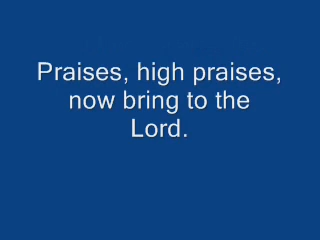 Praises, high praises,
now bring to the
Lord.